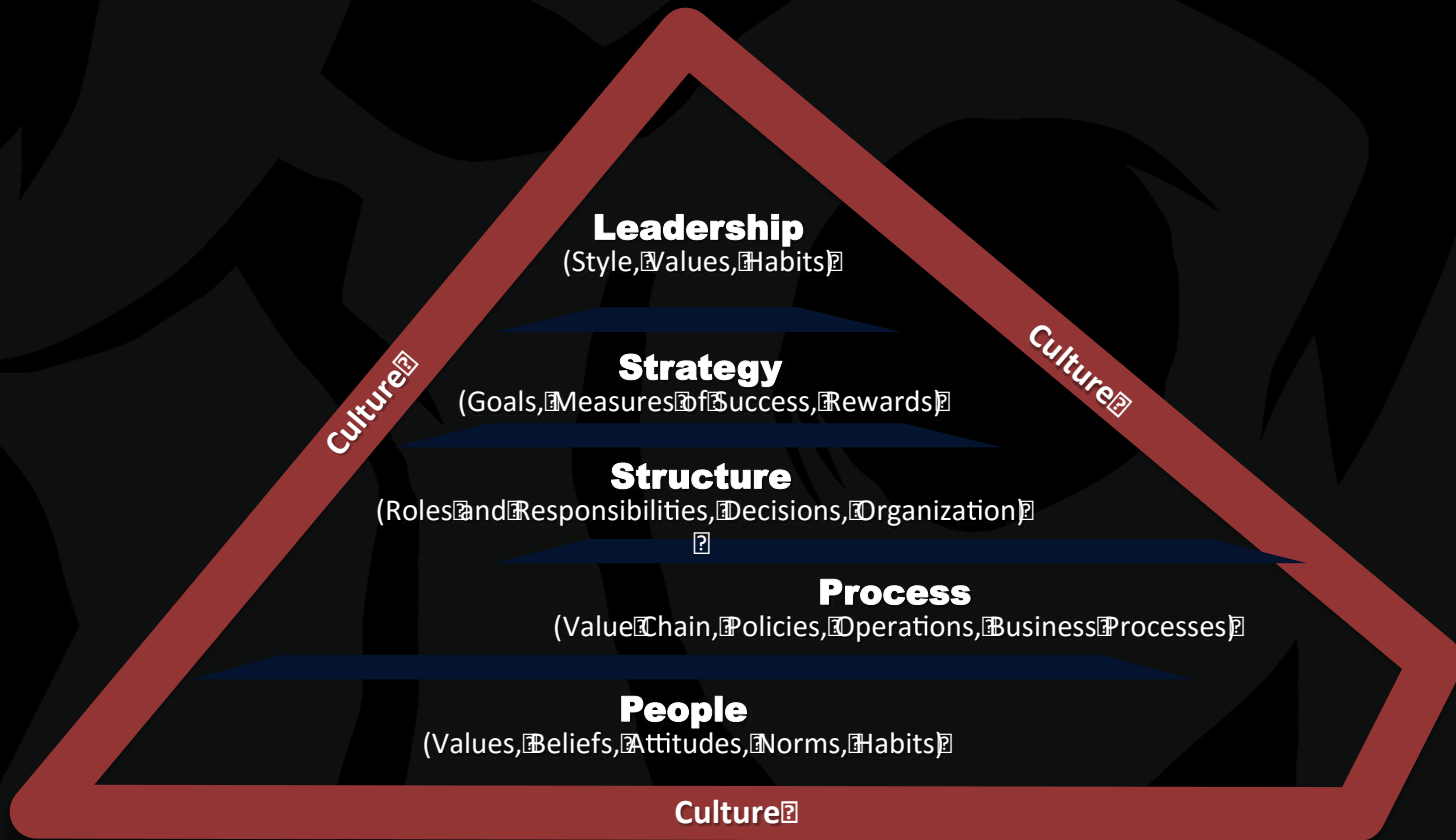 Leadership
(Style, Values, Habits)
Culture
Culture
Strategy
(Goals, Measures of Success, Rewards)
Structure
(Roles and Responsibilities, Decisions, Organization)
Process
(Value Chain, Policies, Operations, Business Processes)
People
(Values, Beliefs, Attitudes, Norms, Habits)
Culture